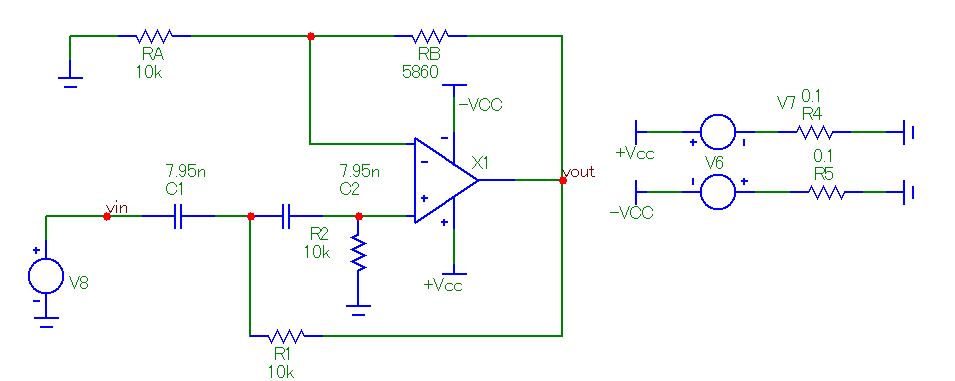 RA
10k
RB
5860
-VCC
-
-
+
+
X1
+Vcc
vout
7.95n
C1
7.95n
C2
vin
R2
10k
+
-
V8
R1
10k
V7
0.1
R4
+Vcc
+
-
V6
0.1
R5
-VCC
-
+